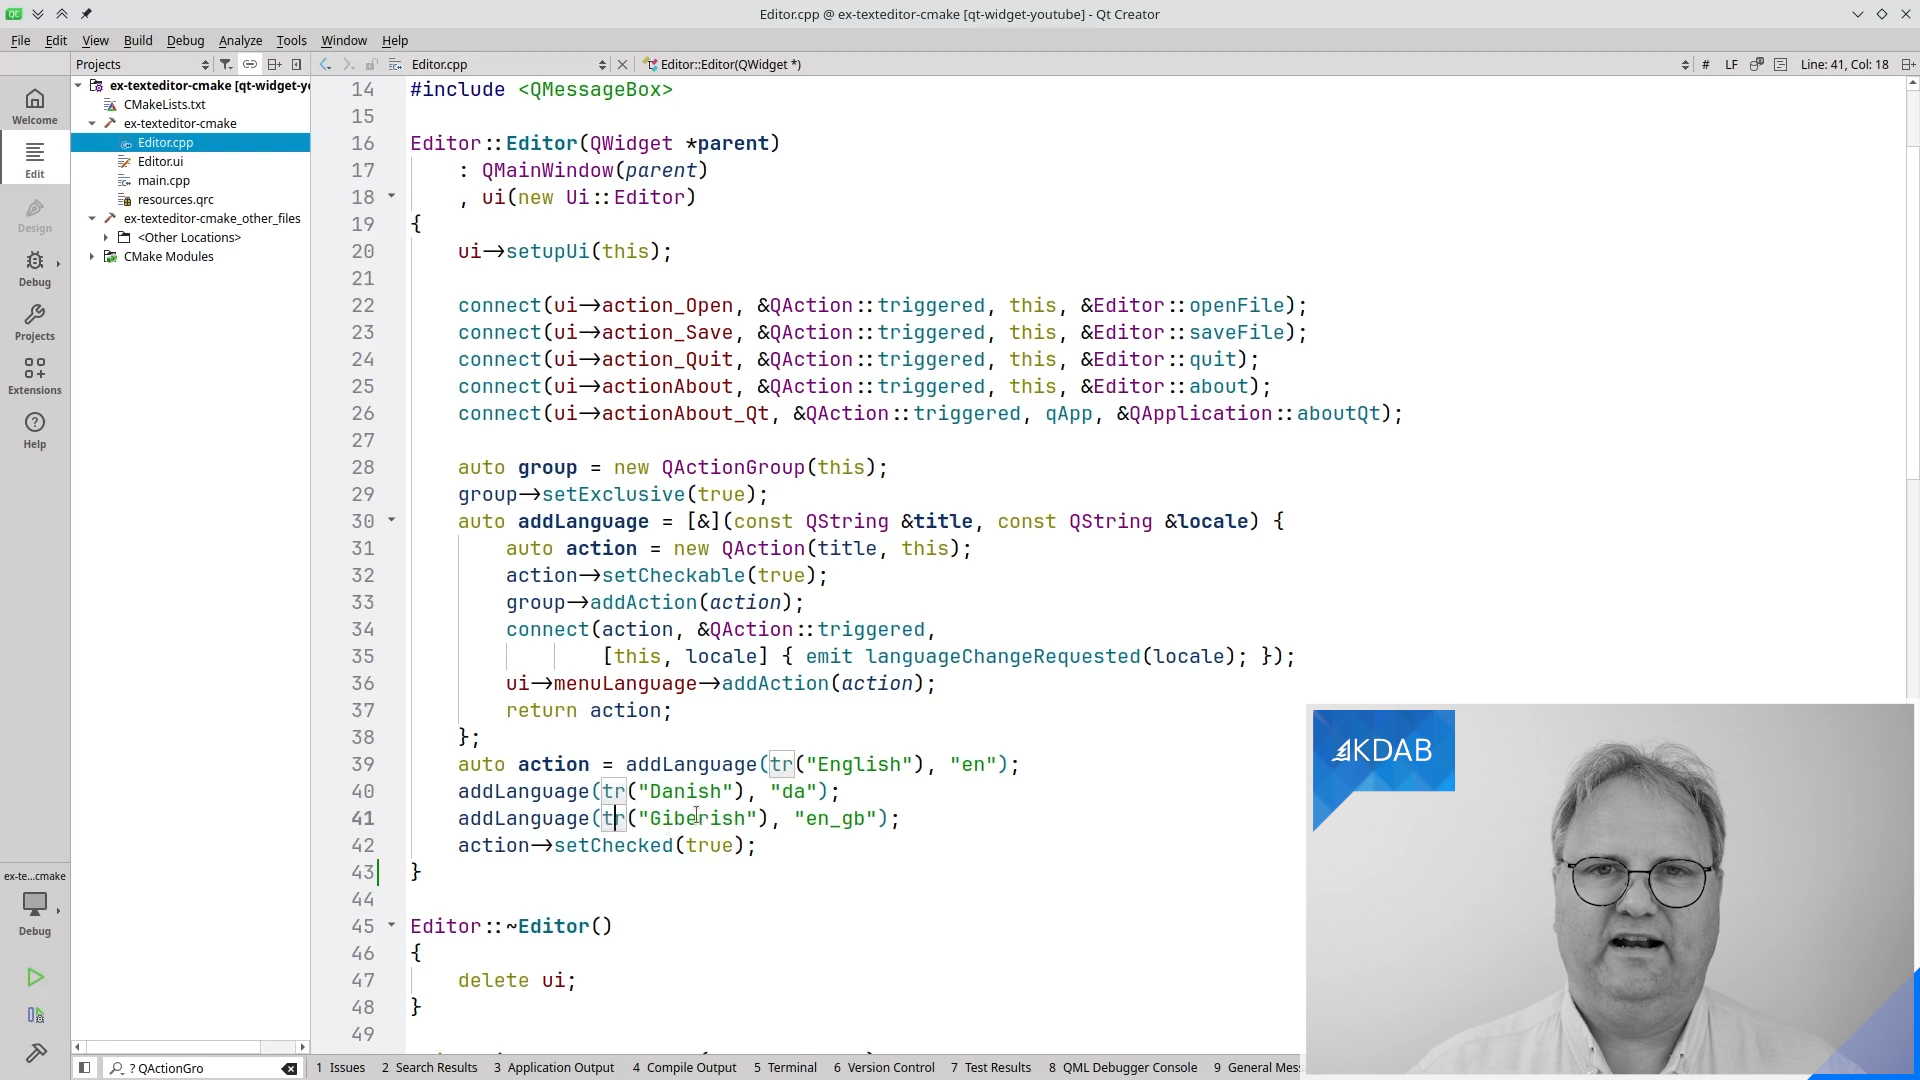 Editor.cpp @ ex-texteditor-cmake [qt-widget-youtube] - Qt Creator
File Edit View Build Debug Analyze Tools Window Help
Projects Editor.cpp Editor::Editor(QWidget *) # LF Line: 41, Col: 18
Welcome
Edit
Design
Debug
Projects
Extensions
Help
ex-te...cmake
Debug
ex-texteditor-cmake [qt-widget-y
CMakeLists.txt
ex-texteditor-cmake
Editor.cpp
Editor.ui
main.cpp
resources.qrc
ex-texteditor-cmake_other_files
<Other Locations>
CMake Modules
14 #include <QMessageBox>
15
16 Editor::Editor(QWidget *parent)
17 : QMainWindow(parent)
18 , ui(new Ui::Editor)
19 {
20 ui->setupUi(this);
21
22 connect(ui->action_Open, &QAction::triggered, this, &Editor::openFile);
23 connect(ui->action_Save, &QAction::triggered, this, &Editor::saveFile);
24 connect(ui->action_Quit, &QAction::triggered, this, &Editor::quit);
25 connect(ui->actionAbout, &QAction::triggered, this, &Editor::about);
26 connect(ui->actionAbout_Qt, &QAction::triggered, qApp, &QApplication::aboutQt);
27
28 auto group = new QActionGroup(this);
29 group->setExclusive(true);
30 auto addLanguage = [&](const QString &title, const QString &locale) {
31 auto action = new QAction(title, this);
32 action->setCheckable(true);
33 group->addAction(action);
34 connect(action, &QAction::triggered,
35 [this, locale] { emit languageChangeRequested(locale); });
36 ui->menuLanguage->addAction(action);
37 return action;
38 };
39 auto action = addLanguage(tr("English"), "en");
40 addLanguage(tr("Danish"), "da");
41 addLanguage(tr("Giberish"), "en_gb");
42 action->setChecked(true);
43 }
44
45 Editor::~Editor()
46 {
47 delete ui;
48 }
49
KDAB
? QActionGro 1 Issues 2 Search Results 3 Application Output 4 Compile Output 5 Terminal 6 Version Control 7 Test Results 8 QML Debugger Console 9 General Mes